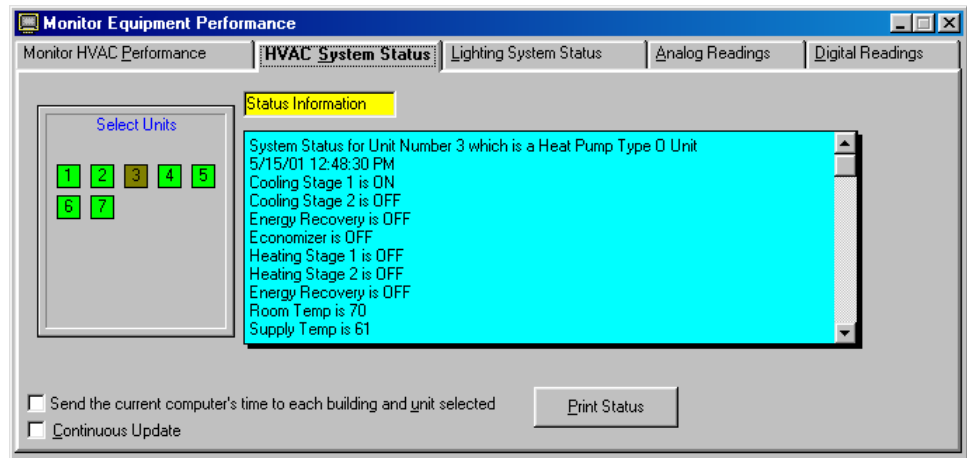 Monitor Equipment Performance
Monitor HVAC Performance HVAC System Status Lighting System Status Analog Readings Digital Readings
Select Units
1 2 3 4 5
6 7
Status Information
System Status for Unit Number 3 which is a Heat Pump Type O Unit
5/15/01 12:48:30 PM
Cooling Stage 1 is ON
Cooling Stage 2 is OFF
Energy Recovery is OFF
Economizer is OFF
Heating Stage 1 is OFF
Heating Stage 2 is OFF
Energy Recovery is OFF
Room Temp is 70
Supply Temp is 61
Send the current computer's time to each building and unit selected
Continuous Update
Print Status